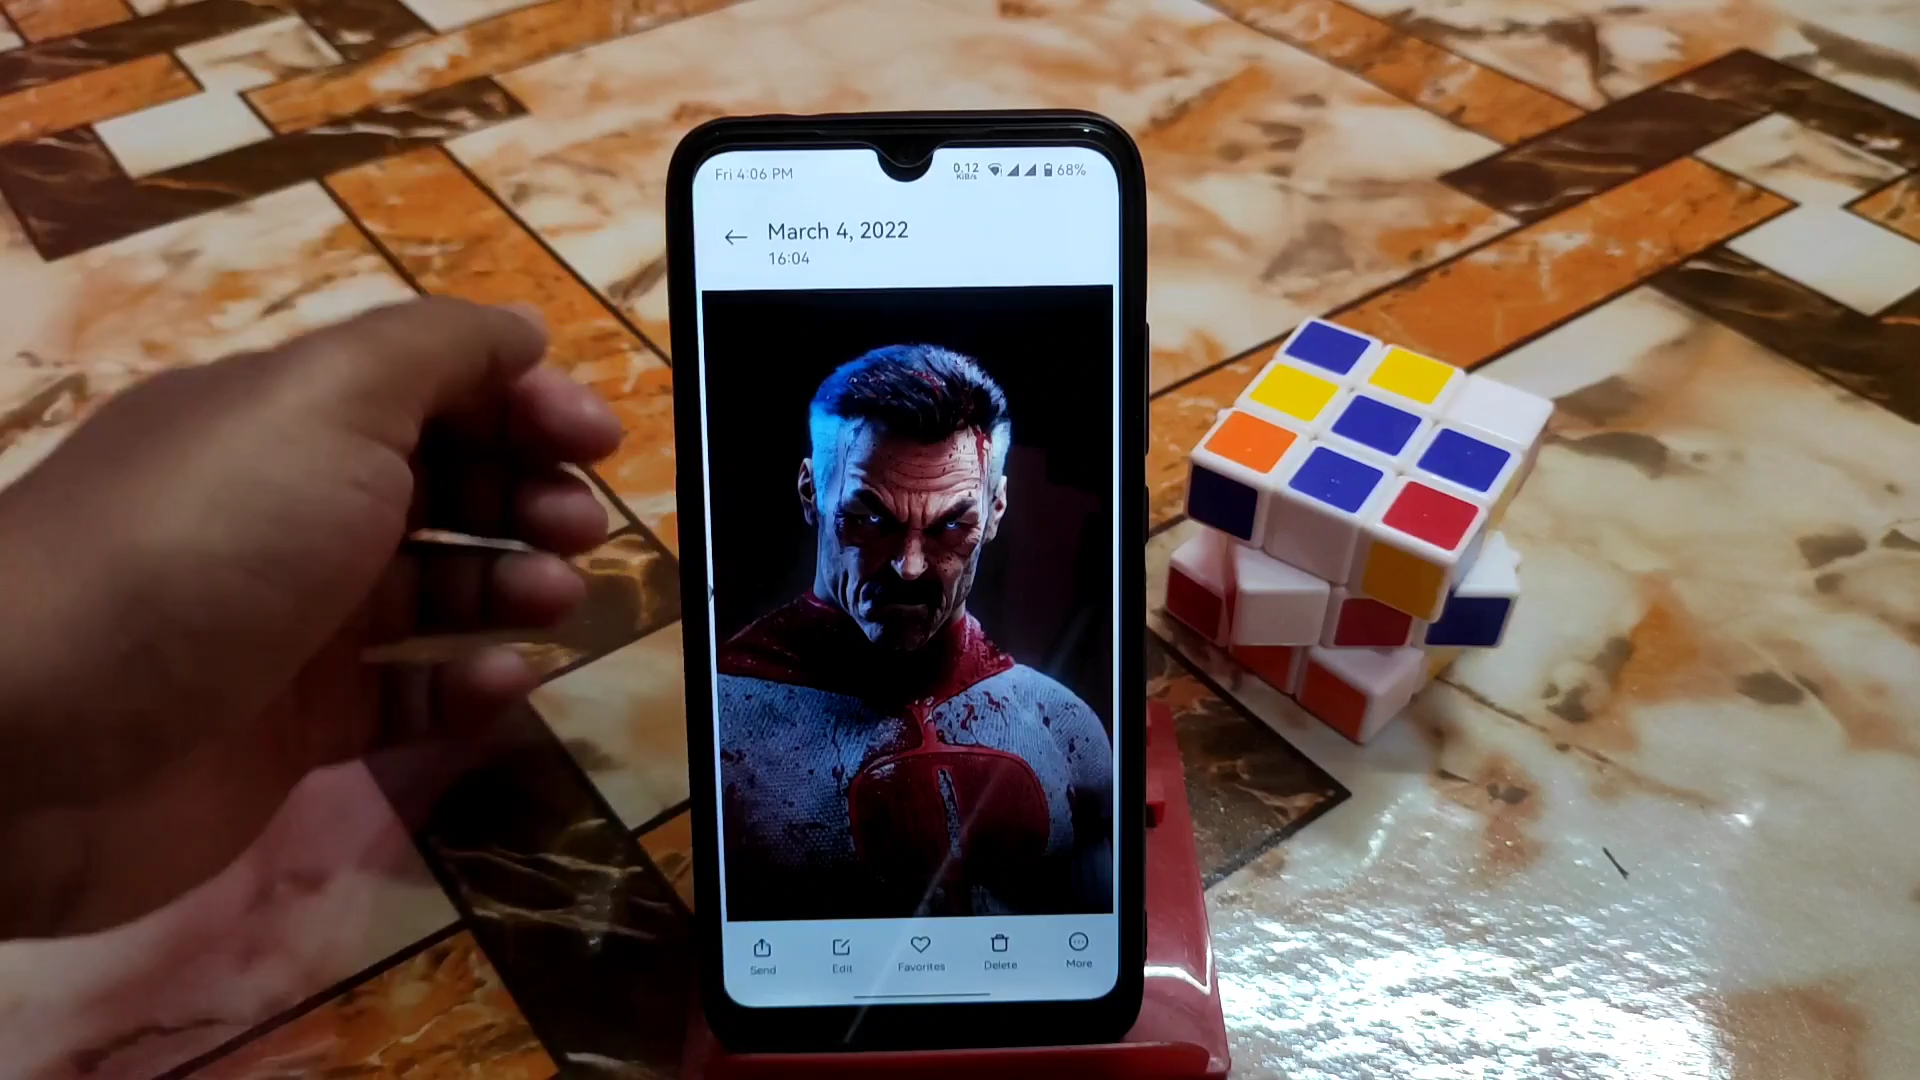 Fri 4:06 PM
0.12 KiB/s 68%
March 4, 2022
16:04
Send Edit Favorites Delete More